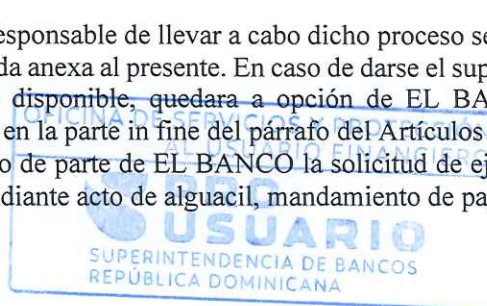 esponsable de llevar a cabo dicho proceso se
da anexa al presente. En caso de darse el sup
disponible, quedara a opción de EL BA
OFICINA DE SERVICIOS Y PROTECCIÓN
en la parte in fine del párrafo del Artículos
AL USUARIO FINANCIERO
o de parte de EL BANCO la solicitud de ej
diante acto de alguacil, mandamiento de pa
PRO
USUARIO
SUPERINTENDENCIA DE BANCOS
REPÚBLICA DOMINICANA